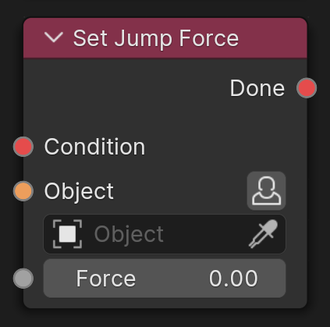 Set Jump Force
Done
Condition
Object
Object
Force 0.00